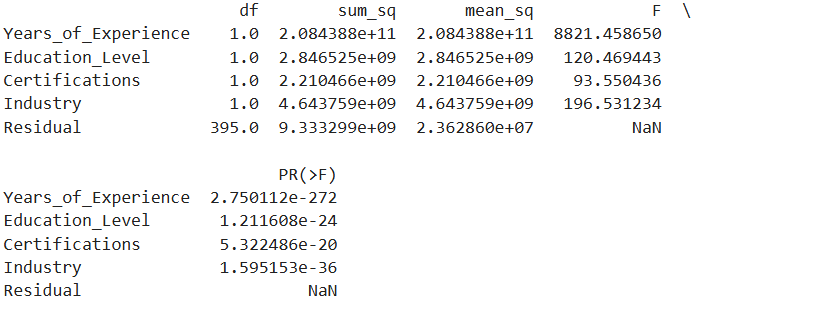 df sum_sq mean_sq F \
Years_of_Experience 1.0 2.084388e+11 2.084388e+11 8821.458650
Education_Level 1.0 2.846525e+09 2.846525e+09 120.469443
Certifications 1.0 2.210466e+09 2.210466e+09 93.550436
Industry 1.0 4.643759e+09 4.643759e+09 196.531234
Residual 395.0 9.333299e+09 2.362860e+07 NaN
PR(>F)
Years_of_Experience 2.750112e-272
Education_Level 1.211608e-24
Certifications 5.322486e-20
Industry 1.595153e-36
Residual NaN